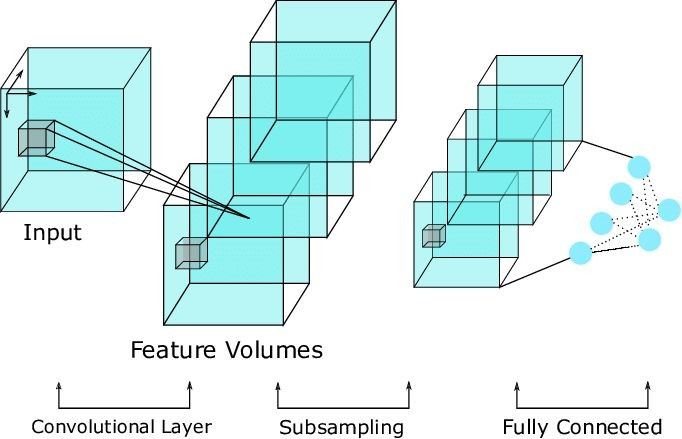 Input
Feature Volumes
Convolutional Layer
Subsampling
Fully Connected